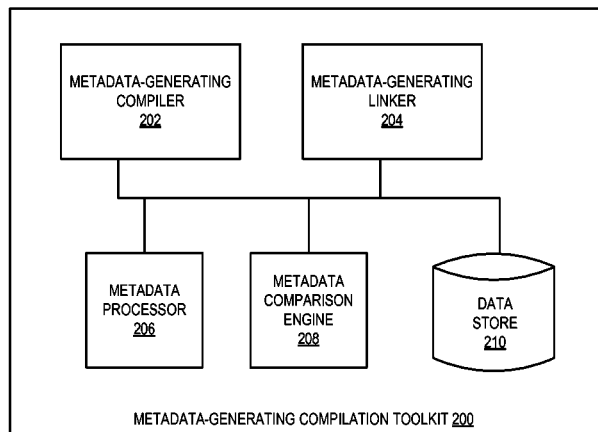 METADATA-GENERATING
COMPILER
202
METADATA-GENERATING
LINKER
204
METADATA
PROCESSOR
206
METADATA
COMPARISON
ENGINE
208
DATA
STORE
210
METADATA-GENERATING COMPILATION TOOLKIT 200